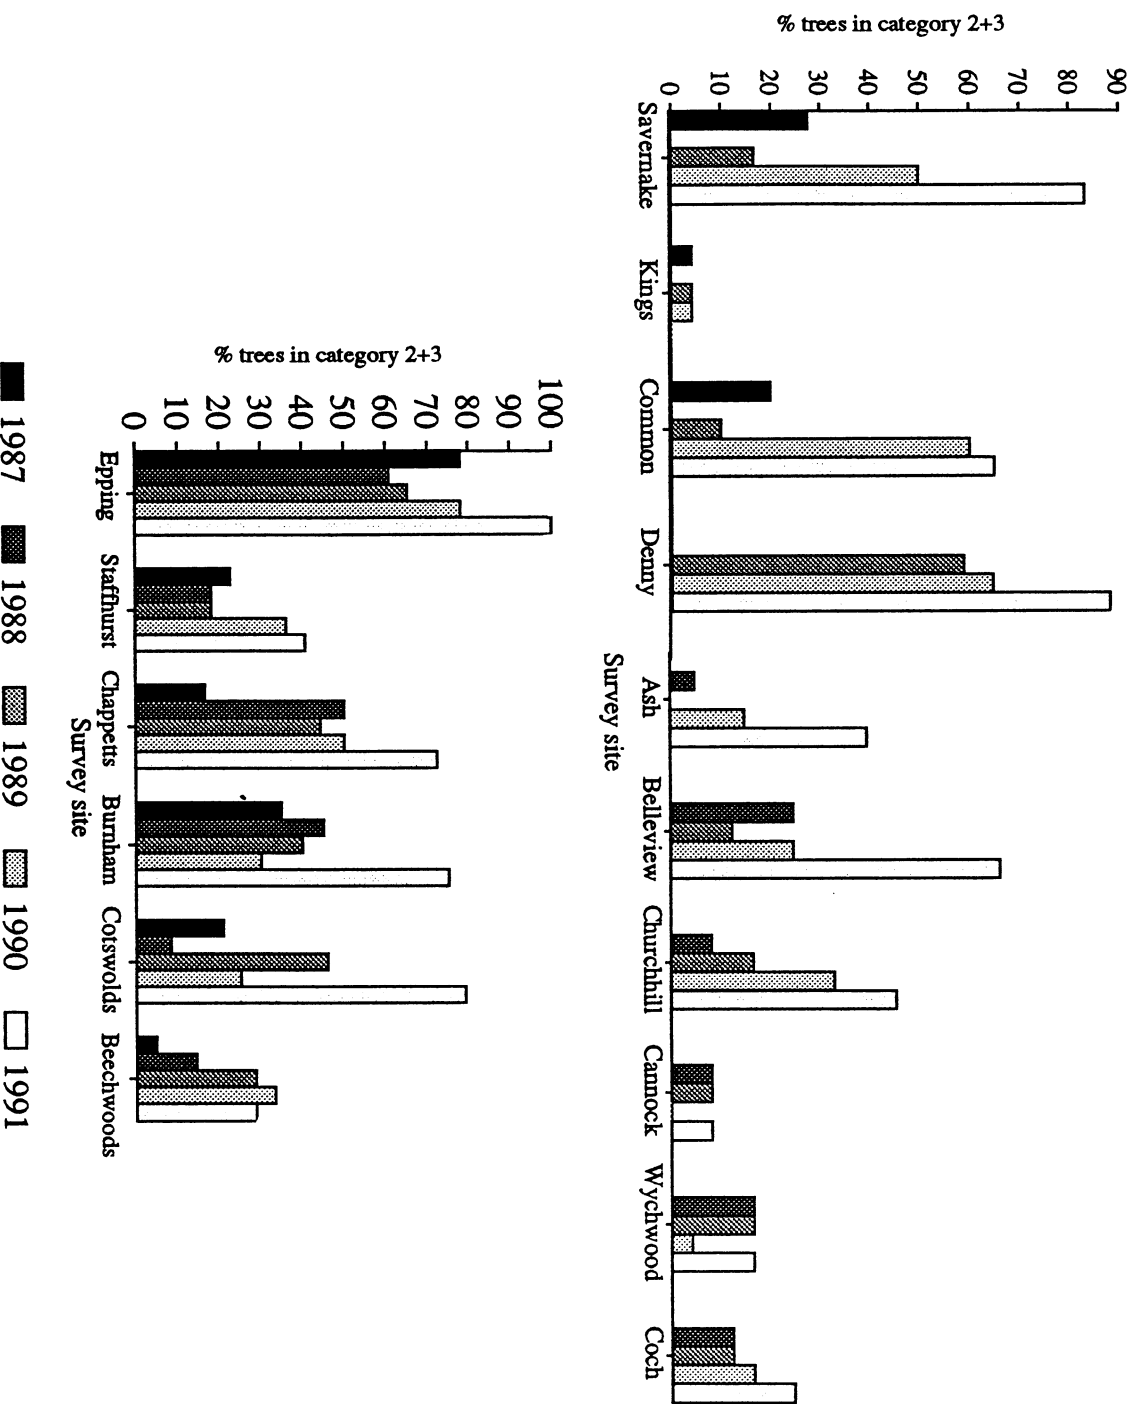 % trees in category 2+3
90
80
70
60
50
40
30
20
10
0
Savernake
Kings
Common
Denny
Ash
Belleview
Churchhill
Cannock
Wychwood
Coch
Survey site
% trees in category 2+3
100
90
80
70
60
50
40
30
20
10
0
Epping
Staffhurst
Chappetts
Burnham
Cotswolds
Beechwoods
Survey site
1987 1988 1989 1990 1991